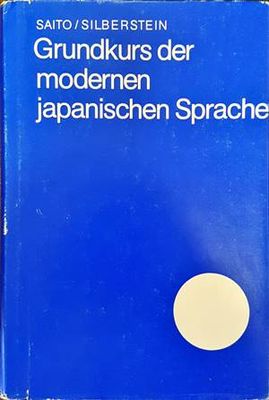 SAITO/SILBERSTEIN
Grundkurs der
modernen
japanischen Sprache